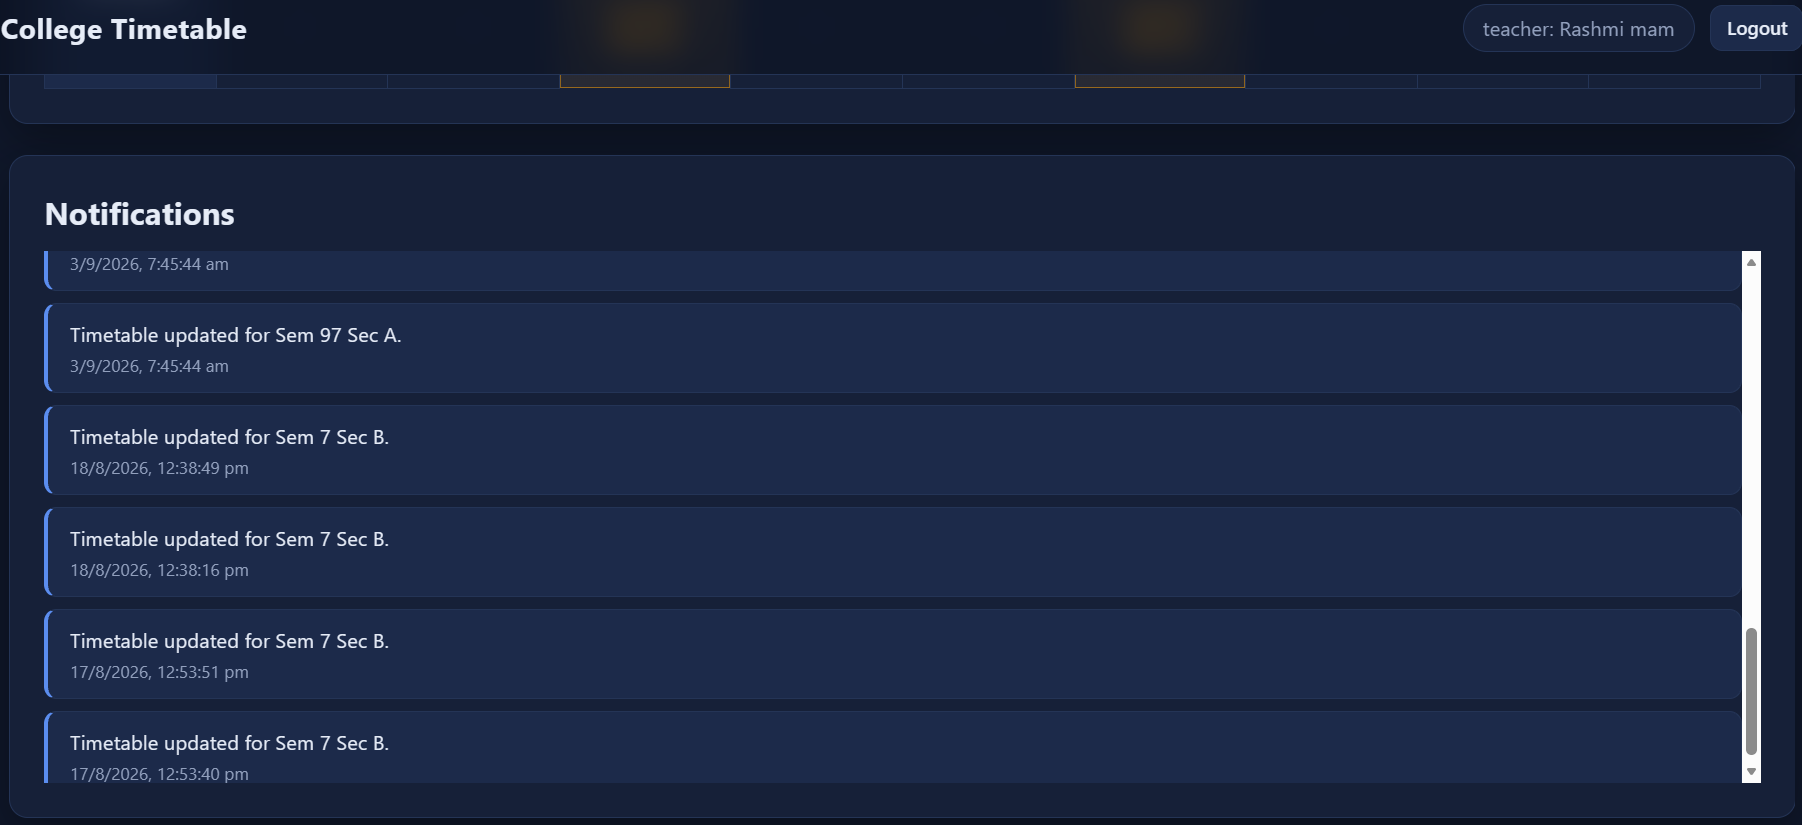 College Timetable
teacher: Rashmi mam
Logout
Notifications
3/9/2026, 7:45:44 am
Timetable updated for Sem 97 Sec A.
3/9/2026, 7:45:44 am
Timetable updated for Sem 7 Sec B.
18/8/2026, 12:38:49 pm
Timetable updated for Sem 7 Sec B.
18/8/2026, 12:38:16 pm
Timetable updated for Sem 7 Sec B.
17/8/2026, 12:53:51 pm
Timetable updated for Sem 7 Sec B.
17/8/2026, 12:53:40 pm